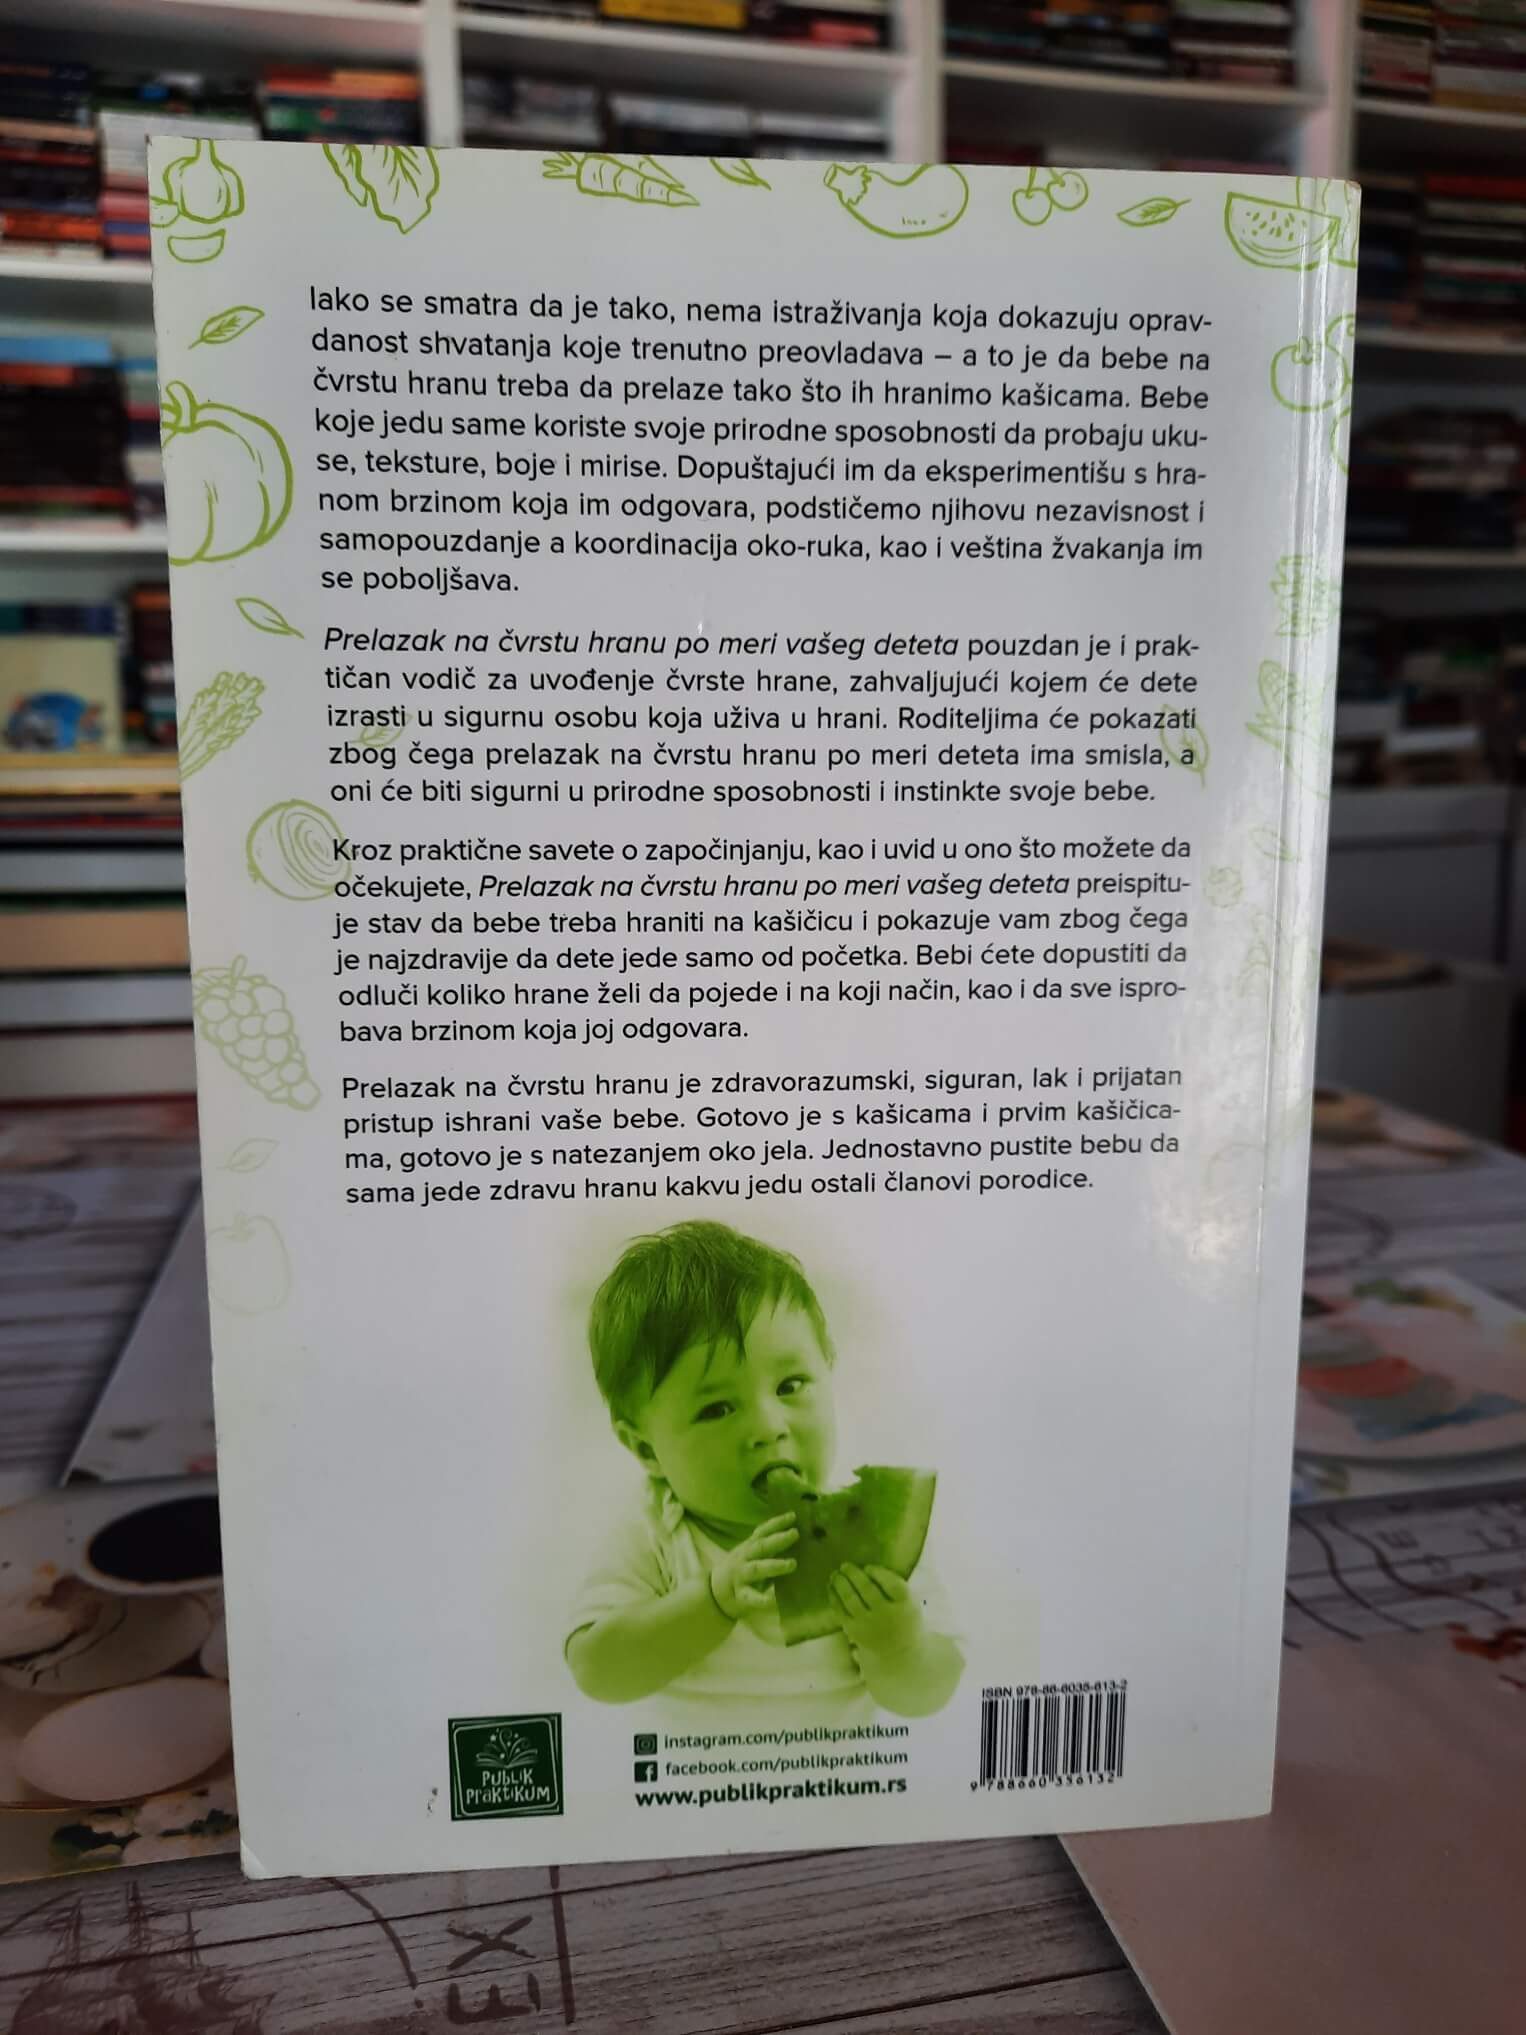 Iako se smatra da je tako, nema istraživanja koja dokazuju oprav-
danost shvatanja koje trenutno preovladava – a to je da bebe na
čvrstu hranu treba da prelaze tako što ih hranimo kašicama. Bebe
koje jedu same koriste svoje prirodne sposobnosti da probaju uku-
se, teksture, boje i mirise. Dopuštajući im da eksperimentišu s hra-
nom brzinom koja im odgovara, podstičemo njihovu nezavisnost i
samopouzdanje a koordinacija oko-ruka, kao i veština žvakanja im
se poboljšava.
Prelazak na čvrstu hranu po meri vašeg deteta pouzdan je i prak-
tičan vodič za uvođenje čvrste hrane, zahvaljujući kojem će dete
izrasti u sigurnu osobu koja uživa u hrani. Roditeljima će pokazati
zbog čega prelazak na čvrstu hranu po meri deteta ima smisla, a
oni će biti sigurni u prirodne sposobnosti i instinkte svoje bebe.
Kroz praktične savete o započinjanju, kao i uvid u ono što možete da
očekujete, Prelazak na čvrstu hranu po meri vašeg deteta preispitu-
je stav da bebe treba hraniti na kašičicu i pokazuje vam zbog čega
je najzdravije da dete jede samo od početka. Bebi ćete dopustiti da
odluči koliko hrane želi da pojede i na koji način, kao i da sve ispro-
bava brzinom koja joj odgovara.
Prelazak na čvrstu hranu je zdravorazumski, siguran, lak i prijatan
pristup ishrani vaše bebe. Gotovo je s kašicama i prvim kašičica-
ma, gotovo je s natezanjem oko jela. Jednostavno pustite bebu da
sama jede zdravu hranu kakvu jedu ostali članovi porodice.
PUBLIK
PRAKTIKUM
instagram.com/publikpraktikum
facebook.com/publikpraktikum
www.publikpraktikum.rs
ISBN 978-86-6035-613-2
9 788660 356132
EX